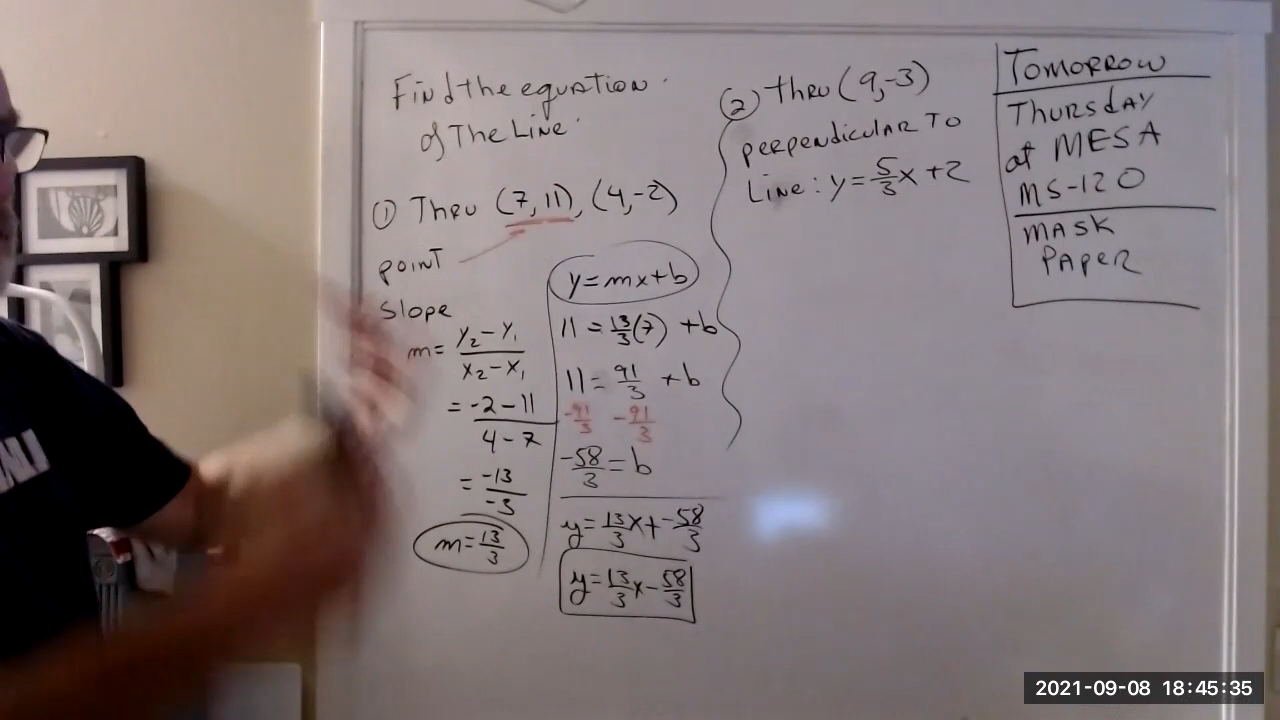 Find the equation
of The Line.
① Thru (7, 11), (4, -2)
point
slope
m = y₂ - y₁ / x₂ - x₁
= -2 - 11 / 4 - 7
= -13 / -3
m = 13/3
y = mx + b
11 = 13/3 (7) + b
11 = 91/3 + b
-91/3 -91/3
-58/3 = b
y = 13/3 x + -58/3
y = 13/3 x - 58/3
② Thru (9, -3)
perpendicular To
Line: y = 5/3 x + 2
Tomorrow
Thursday
at MESA
MS-120
MASK
PAPER
2021-09-08 18:45:35